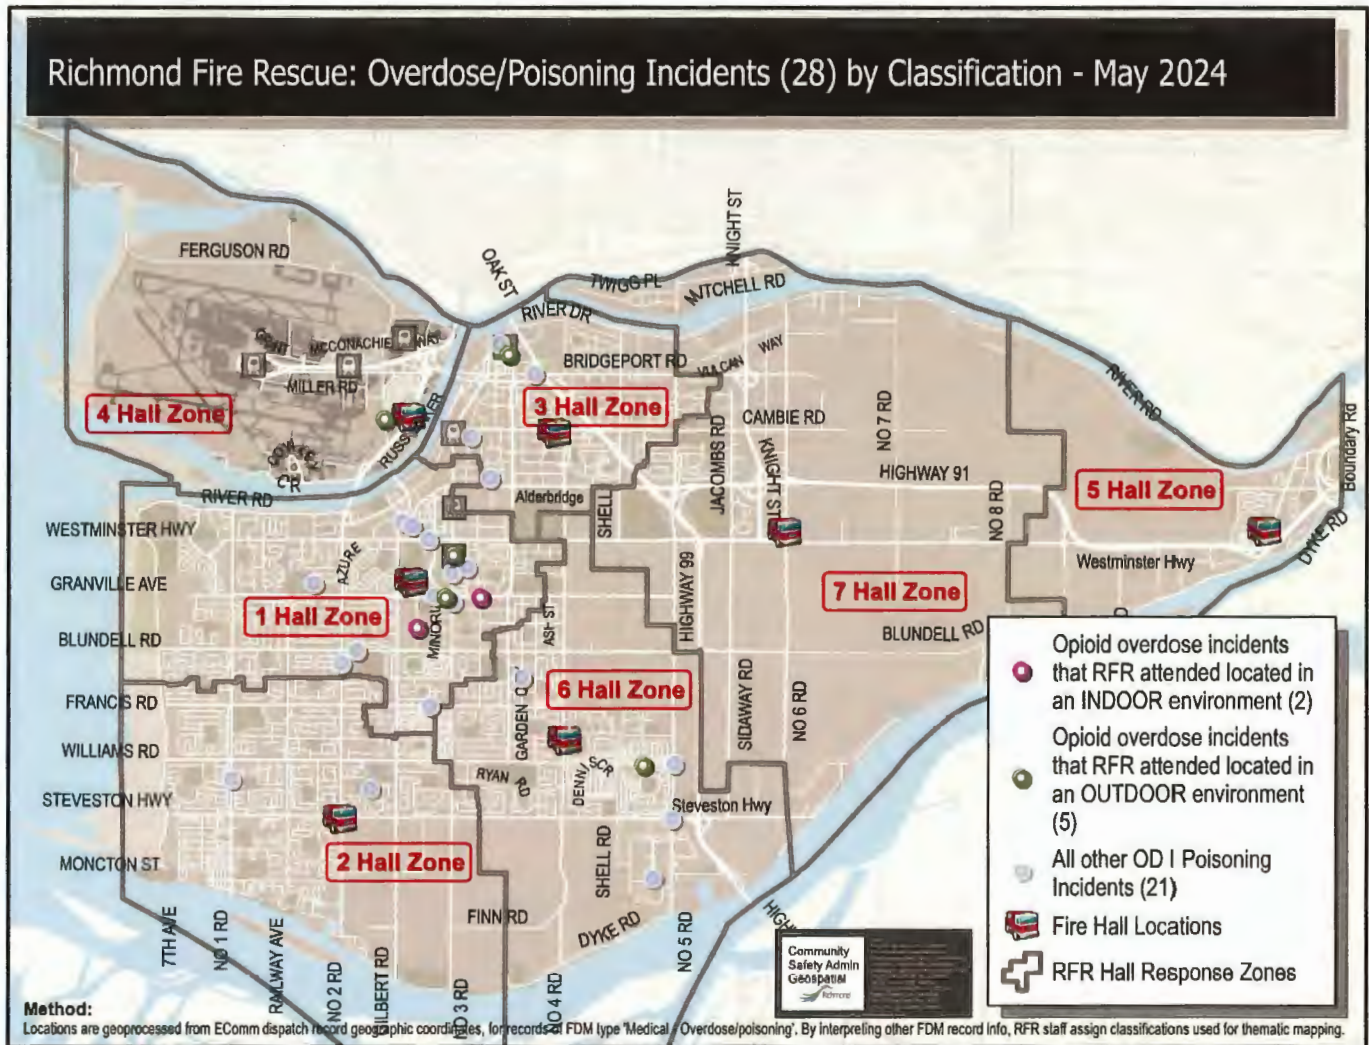 Richmond Fire Rescue: Overdose/Poisoning Incidents (28) by Classification - May 2024
KNIGHT ST
FERGUSON RD
OAK ST
TWIGG PL
MITCHELL RD
RIVER DR
GRANT
MCCONACHIE WAY
BRIDGEPORT RD
VULCAN WAY
MILLER RD
RIVER RD
4 Hall Zone
3 Hall Zone
CAMBIE RD
NO 7 RD
Boundary Rd
COWLEY CR
JACOBS RD
KNIGHT ST
HIGHWAY 91
5 Hall Zone
RIVER RD
Alderbridge
SHELL
NO 8 RD
WESTMINSTER HWY
DYKE RD
AZURE
Westminster Hwy
GRANVILLE AVE
HIGHWAY 99
7 Hall Zone
1 Hall Zone
MINORU
ASH ST
BLUNDELL RD
BLUNDELL RD
6 Hall Zone
FRANCIS RD
GARDEN
SIDAWAY RD
NO 6 RD
WILLIAMS RD
RYAN RD
DENNIS CR
STEVESTON HWY
Steveston Hwy
2 Hall Zone
MONCTON ST
SHELL RD
FINN RD
DYKE RD
7TH AVE
NO 1 RD
RAILWAY AVE
NO 2 RD
GILBERT RD
NO 3 RD
NO 4 RD
NO 5 RD
Opioid overdose incidents
that RFR attended located in
an INDOOR environment (2)
Opioid overdose incidents
that RFR attended located in
an OUTDOOR environment
(5)
All other OD I Poisoning
Incidents (21)
Fire Hall Locations
RFR Hall Response Zones
Community
Safety Admin
Geospatial
Richmond
Method:
Locations are geoprocessed from EComm dispatch record geographic coordinates, for records of FDM type 'Medical - Overdose/poisoning'. By interpreting other FDM record info, RFR staff assign classifications used for thematic mapping.